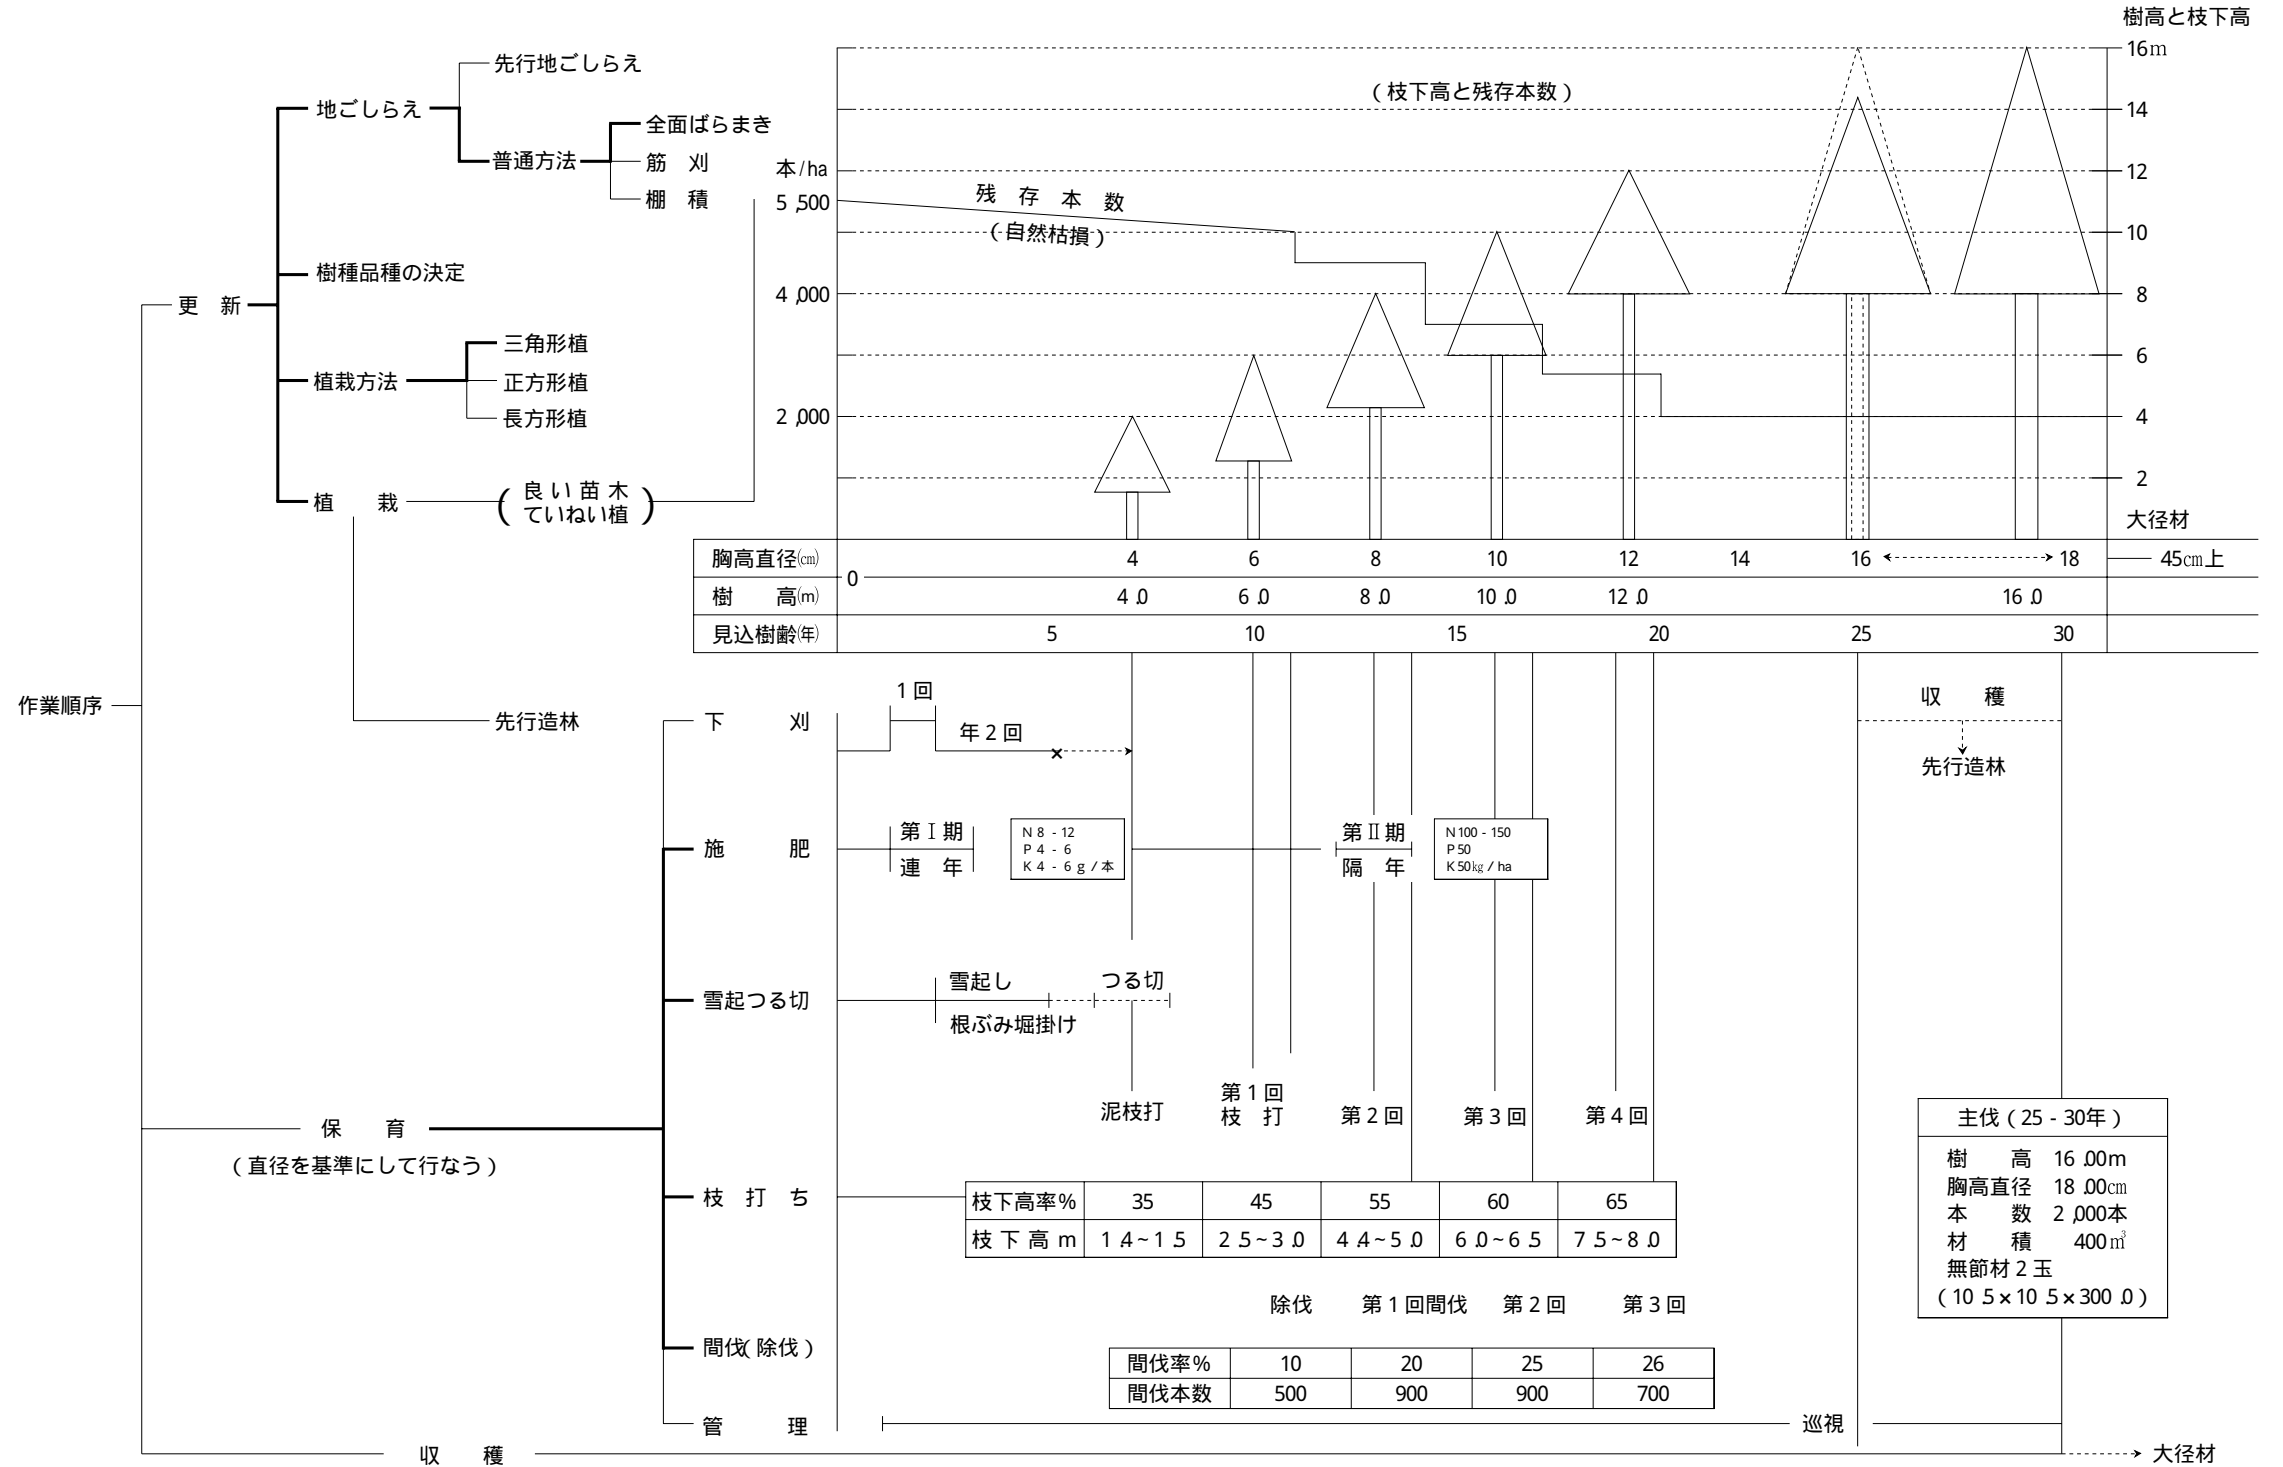 樹高と枝下高
16m
(枝下高と残存本数)
14
12
10
8
6
4
2
大径材
本/ha
5,500
4,000
2,000
残 存 本 数
(自然枯損)
作業順序
更 新
地ごしらえ
先行地ごしらえ
普通方法
全面ばらまき
筋 刈
棚 積
樹種品種の決定
植栽方法
三角形植
正方形植
長方形植
植 栽
(良い苗木
ていねい植)
先行造林
胸高直径(cm) 4 6 8 10 12 14 16 18 45cm上
0
樹 高(m) 4.0 6.0 8.0 10.0 12.0 16.0
見込樹齢(年) 5 10 15 20 25 30
保 育
(直径を基準にして行なう)
下 刈
1回
年2回
×
収 穫
先行造林
施 肥
第Ⅰ期
連 年
N 8 - 12
P 4 - 6
K 4 - 6 g / 本
第Ⅱ期
隔 年
N 100 - 150
P 50
K 50kg / ha
雪起つる切
雪起し
根ぶみ堀掛け
つる切
泥枝打
第1回
枝 打
第2回
第3回
第4回
枝 打 ち
枝下高率% 35 45 55 60 65
枝下高m 1.4~1.5 2.5~3.0 4.4~5.0 6.0~6.5 7.5~8.0
除伐 第1回間伐 第2回 第3回
間伐(除伐)
間伐率% 10 20 25 26
間伐本数 500 900 900 700
主伐(25 - 30年)
樹 高 16.00m
胸高直径 18.00cm
本 数 2,000本
材 積 400㎥
無節材2玉
(10.5×10.5×300.0)
管 理
巡視
収 穫
大径材